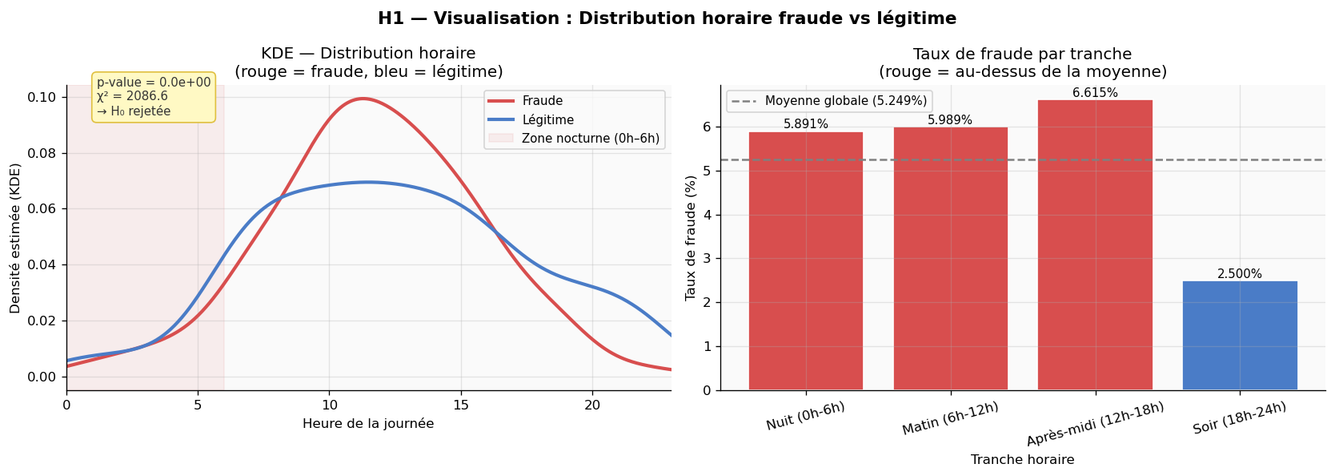 H1 — Visualisation : Distribution horaire fraude vs légitime
KDE — Distribution horaire
(rouge = fraude, bleu = légitime)
p-value = 0.0e+00
χ² = 2086.6
→ H₀ rejetée
Fraude
Légitime
Zone nocturne (0h–6h)
Densité estimée (KDE)
0.10
0.08
0.06
0.04
0.02
0.00
0
5
10
15
20
Heure de la journée
Taux de fraude par tranche
(rouge = au-dessus de la moyenne)
Moyenne globale (5.249%)
5.891%
5.989%
6.615%
2.500%
Taux de fraude (%)
6
5
4
3
2
1
0
Nuit (0h-6h)
Matin (6h-12h)
Après-midi (12h-18h)
Soir (18h-24h)
Tranche horaire